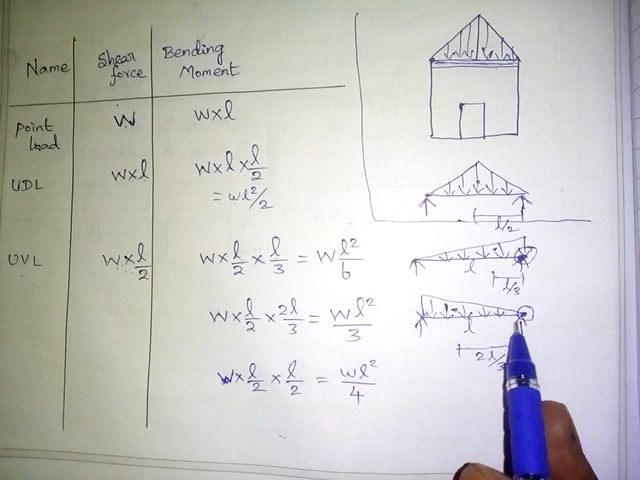 Name
Shear force
Bending Moment
Point load
W
W×l
UDL
W×l
W×l×l/2
= wl²/2
l/2
UVL
W×l/2
W×l/2×l/3 = Wl²/6
l
l/3
W×l/2×2l/3 = Wl²/3
l
2l/3
W×l/2×l/2 = Wl²/4